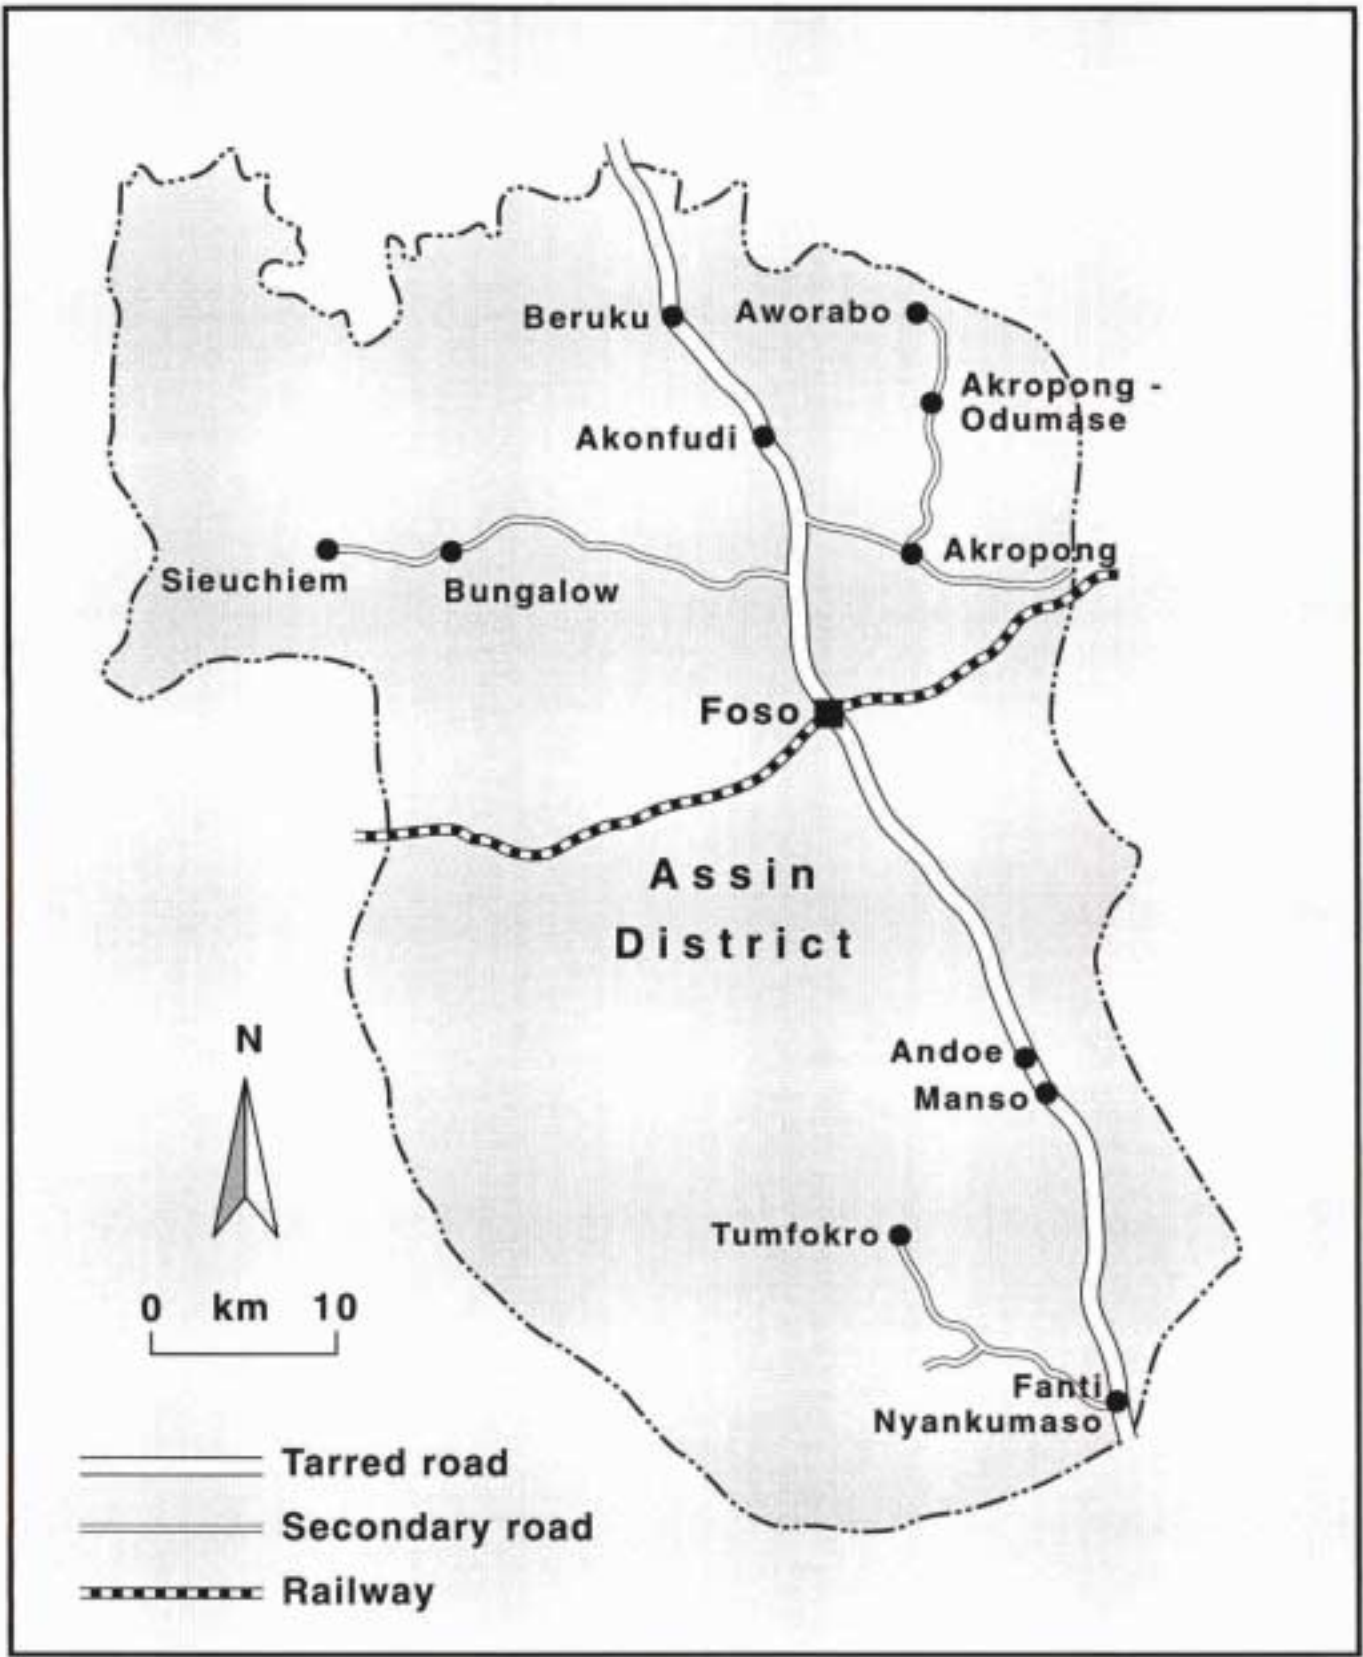 Beruku
Aworabo
Akropong -
Odumase
Akonfudi
Akropong
Sieuchiem
Bungalow
Foso
Assin
District
N
Andoe
Manso
Tumfokro
0 km 10
Fanti
Nyankumaso
Tarred road
Secondary road
Railway